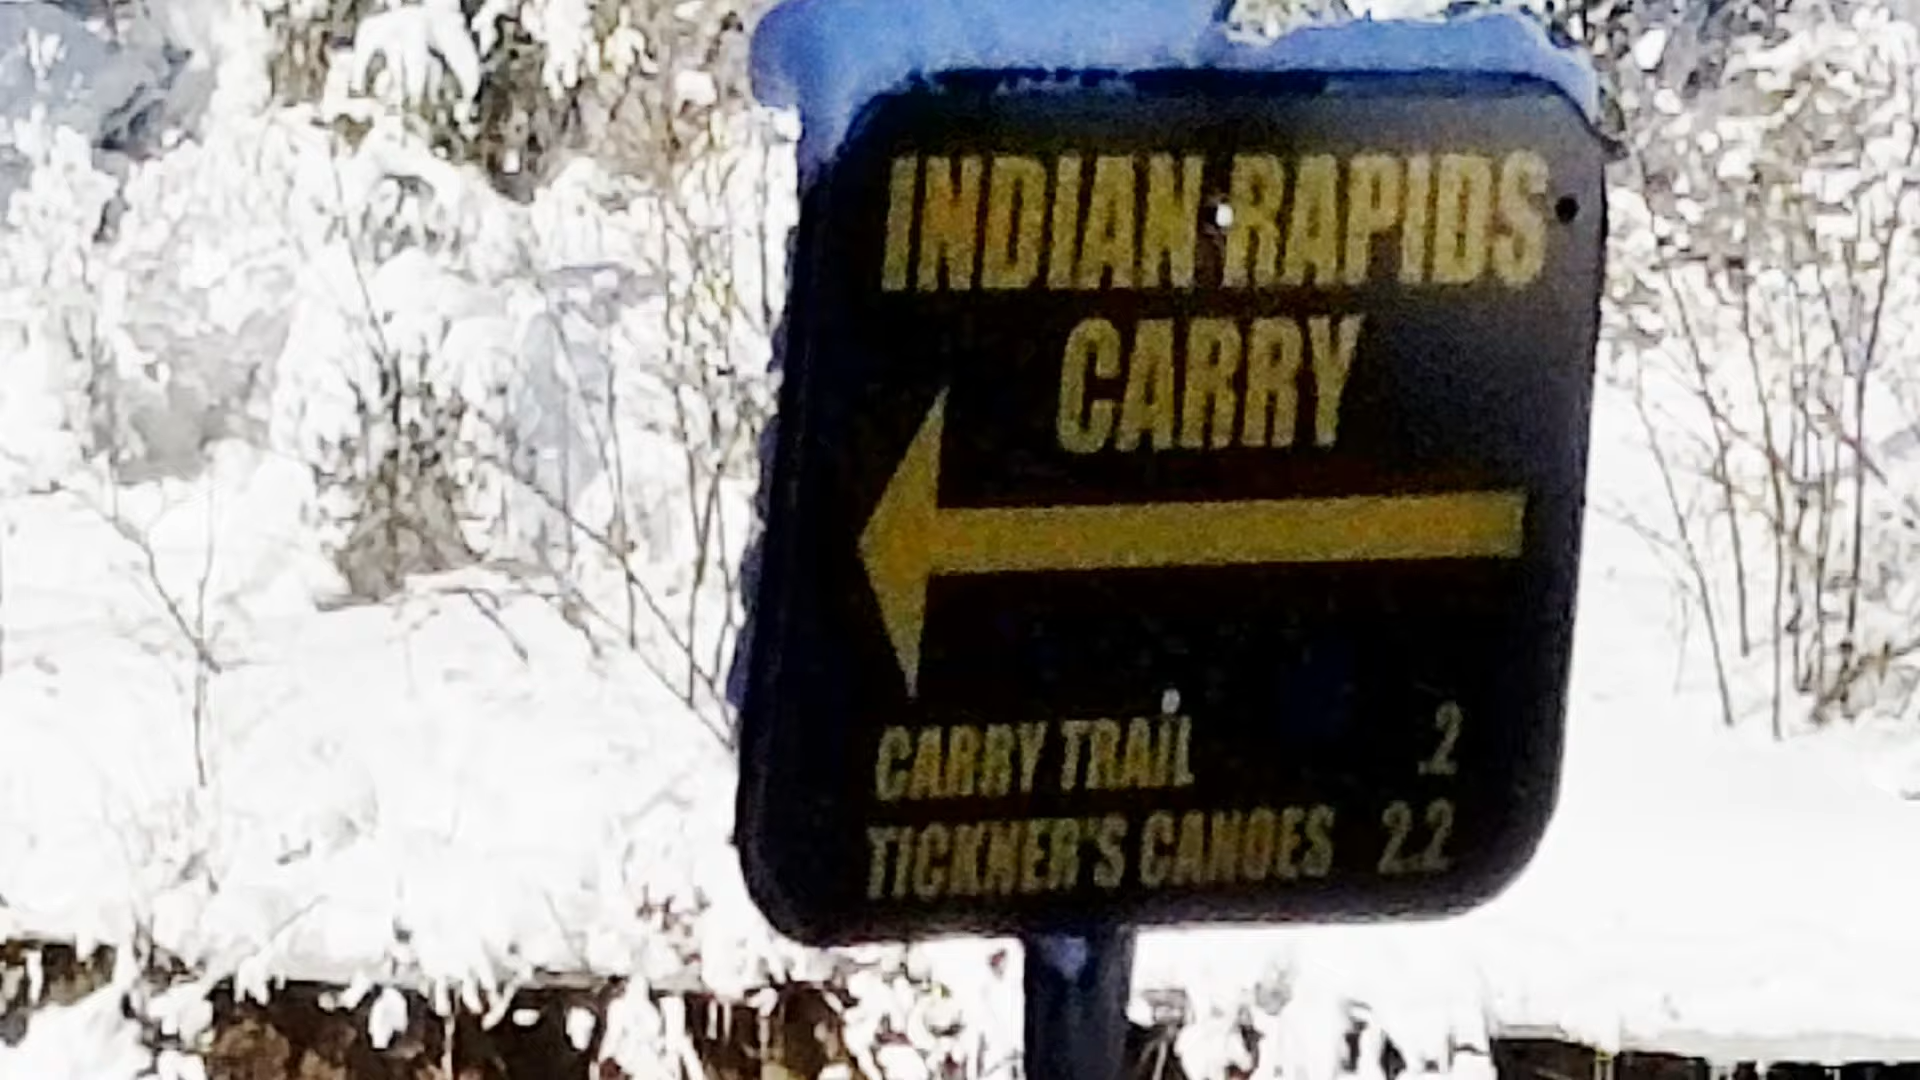 INDIAN RAPIDS
CARRY
CARRY TRAIL .2
TICKNER'S CANOES 2.2